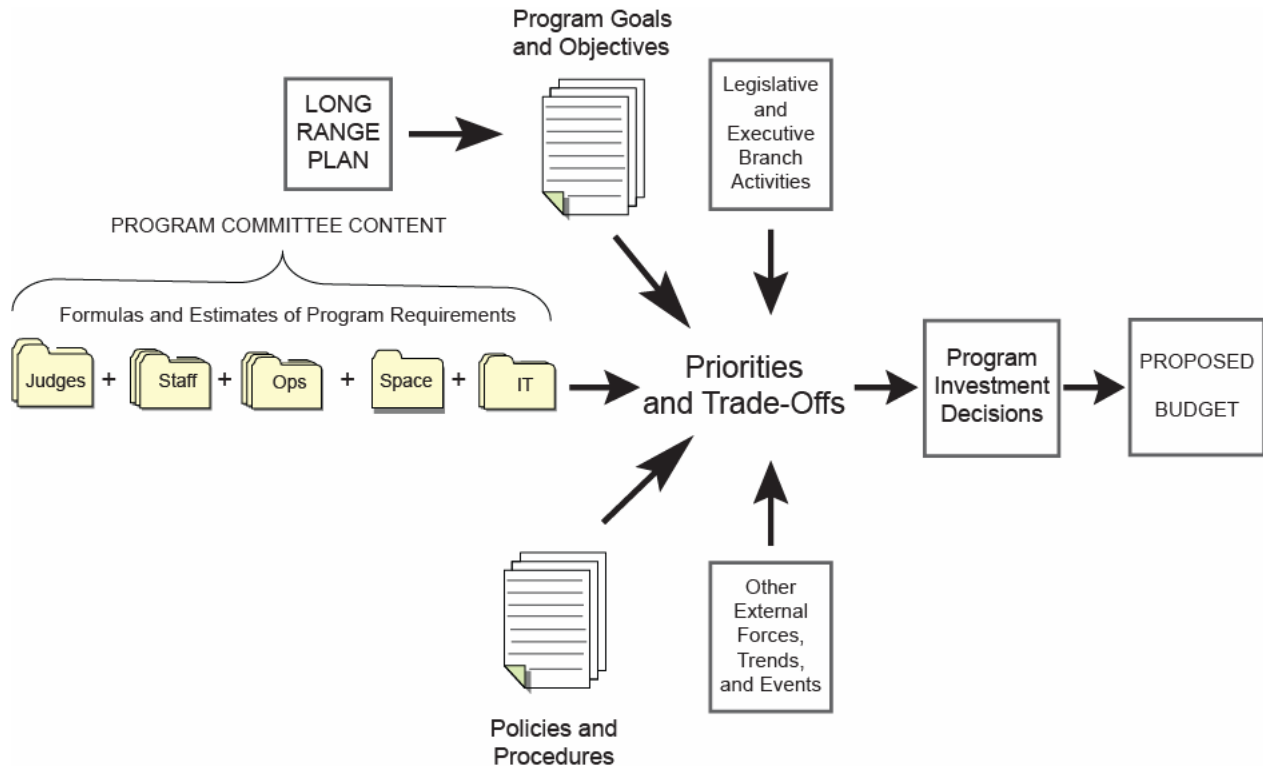 Program Goals
and Objectives
LONG
RANGE
PLAN
Legislative
and
Executive
Branch
Activities
PROGRAM COMMITTEE CONTENT
Formulas and Estimates of Program Requirements
Judges + Staff + Ops + Space + IT
Priorities
and Trade-Offs
Program
Investment
Decisions
PROPOSED
BUDGET
Policies and
Procedures
Other
External
Forces,
Trends,
and Events